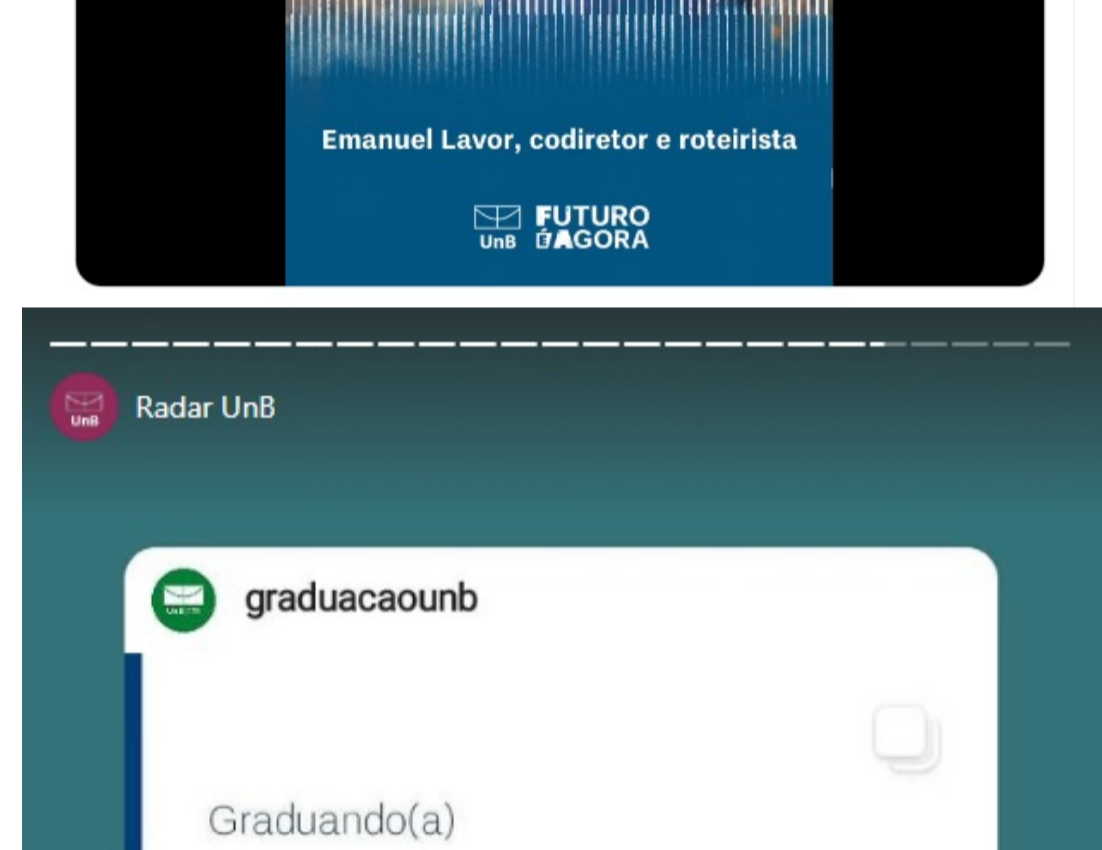 Emanuel Lavor, codiretor e roteirista
UnB
FUTURO
É AGORA
UnB
Radar UnB
graduacaounb
Graduando(a)